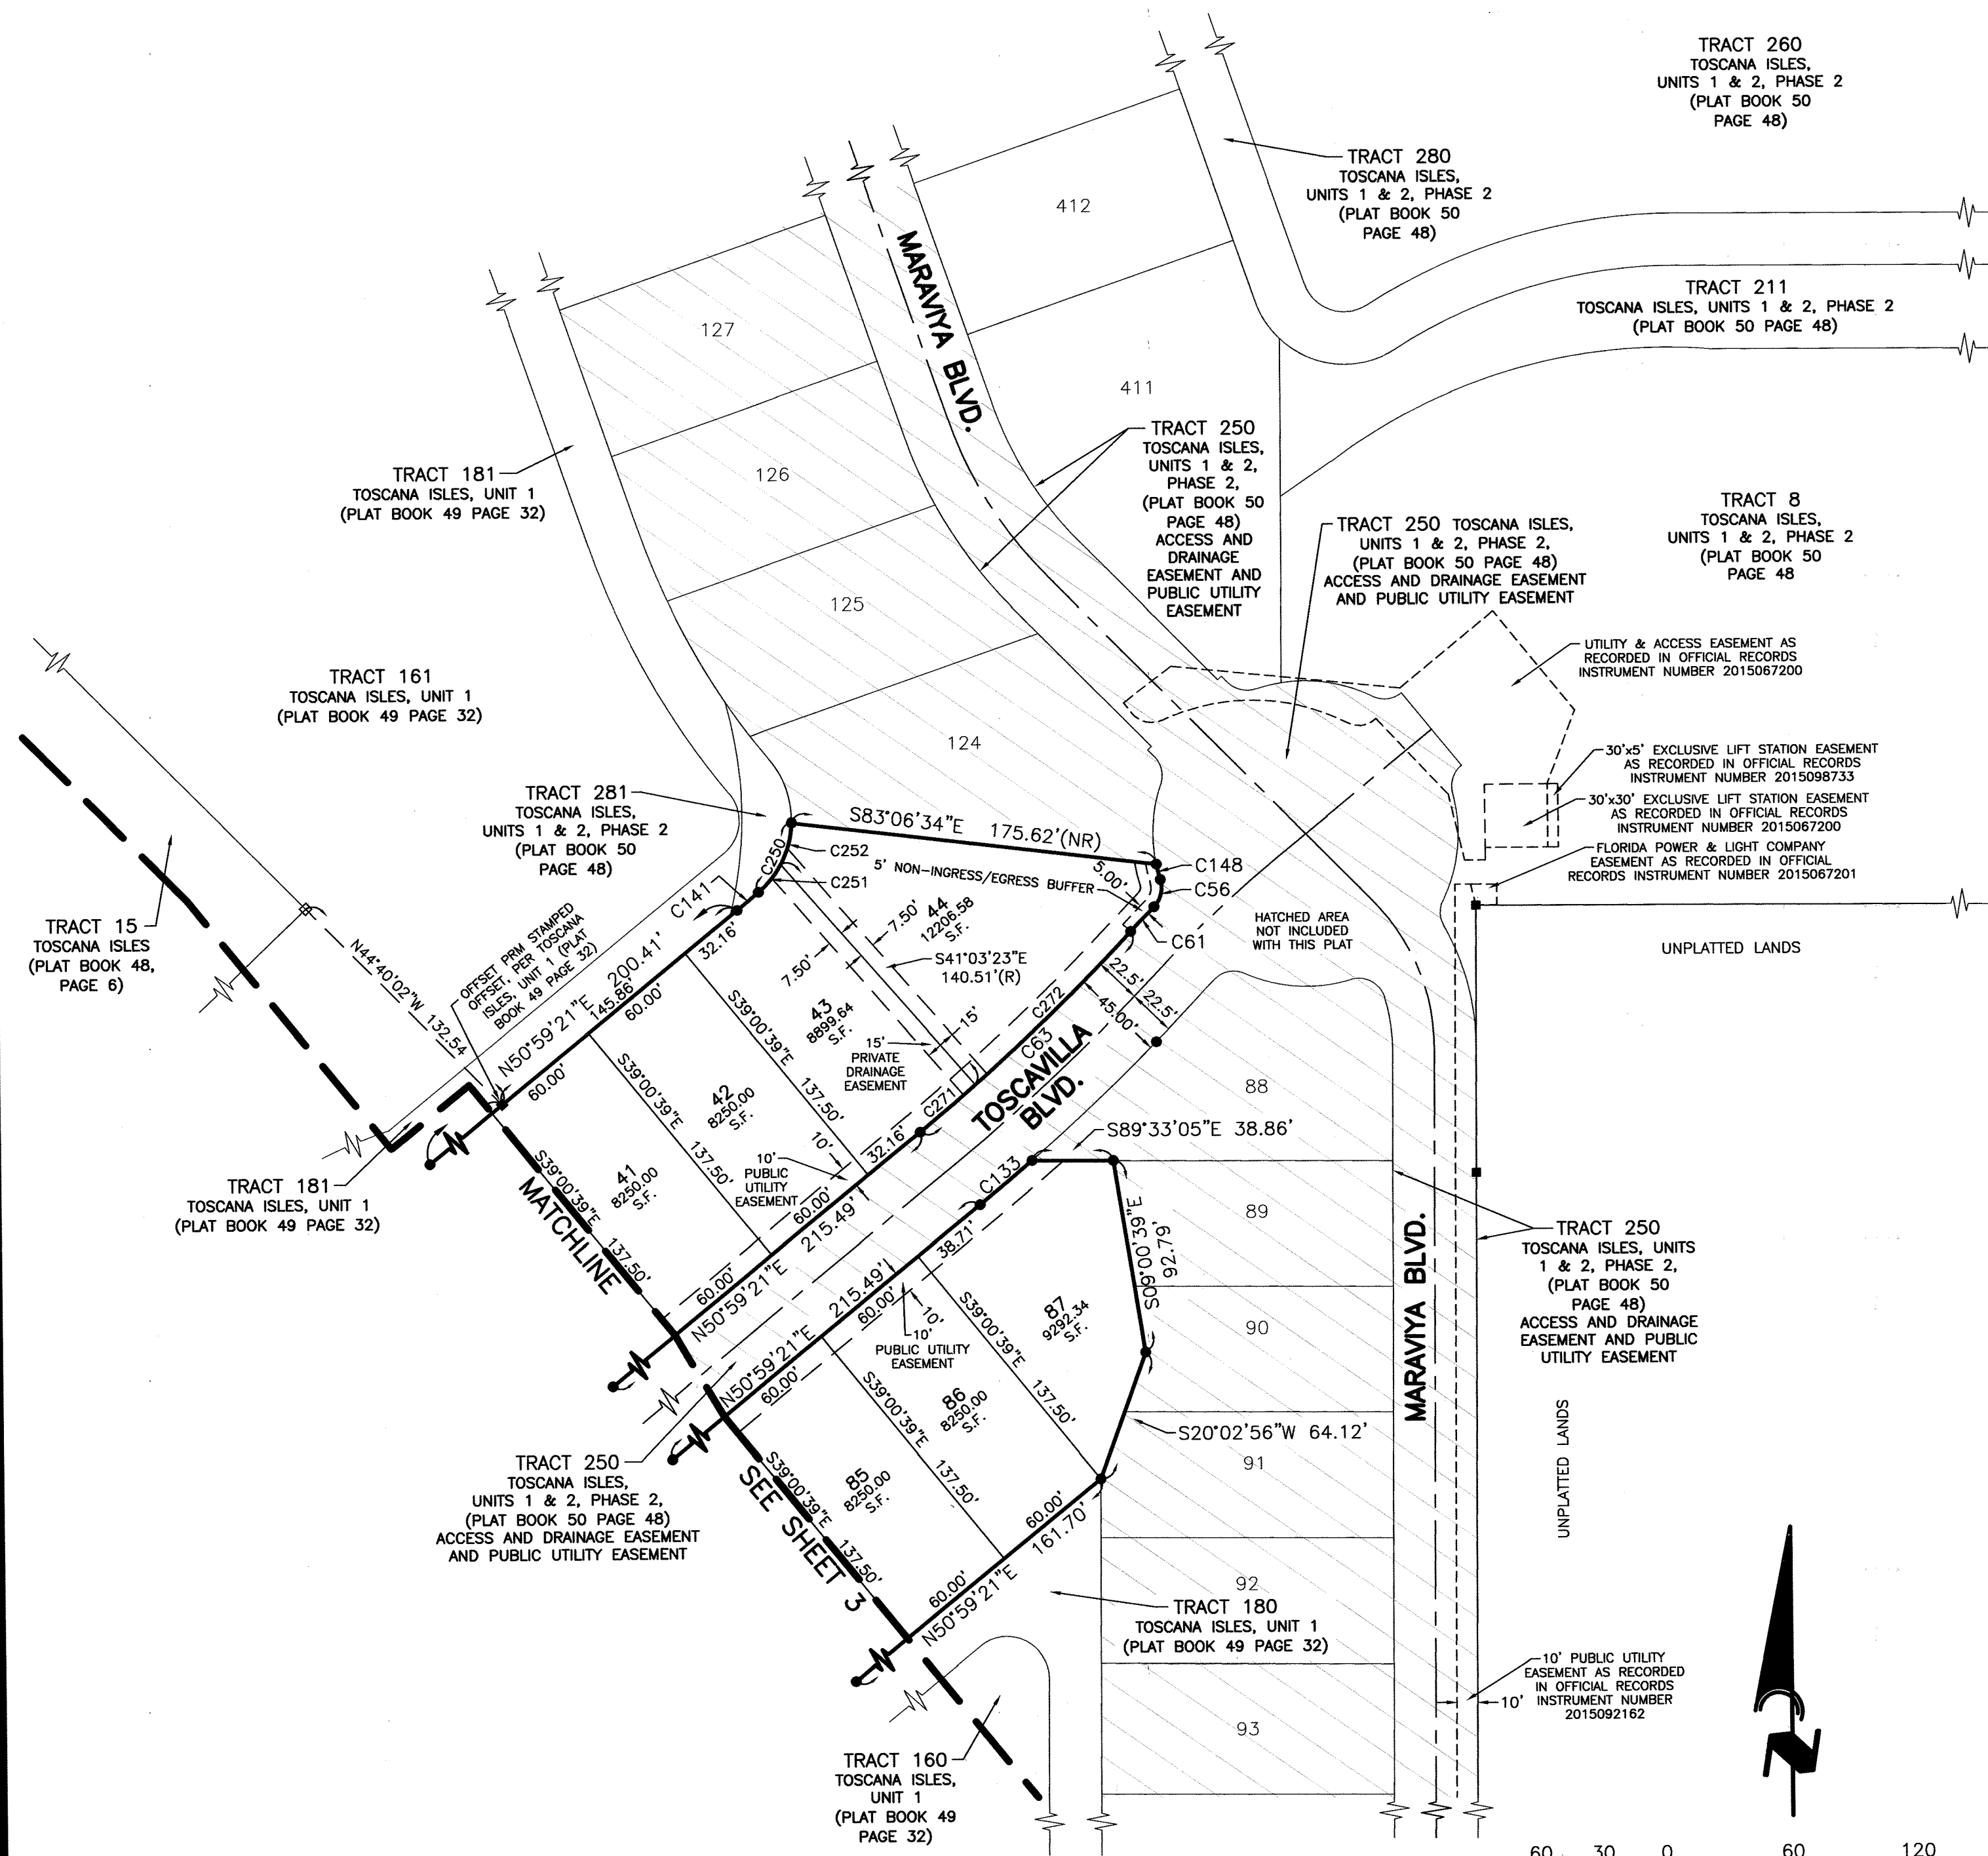 TRACT 260
TOSCANA ISLES,
UNITS 1 & 2, PHASE 2
(PLAT BOOK 50
PAGE 48)
TRACT 280
TOSCANA ISLES,
UNITS 1 & 2, PHASE 2
(PLAT BOOK 50
PAGE 48)
412
MARAVIYA BLVD.
127
TRACT 211
TOSCANA ISLES, UNITS 1 & 2, PHASE 2
(PLAT BOOK 50 PAGE 48)
411
TRACT 250
TOSCANA ISLES,
UNITS 1 & 2,
PHASE 2,
(PLAT BOOK 50
PAGE 48)
ACCESS AND
DRAINAGE
EASEMENT AND
PUBLIC UTILITY
EASEMENT
TRACT 181
TOSCANA ISLES, UNIT 1
(PLAT BOOK 49 PAGE 32)
126
TRACT 8
TOSCANA ISLES,
UNITS 1 & 2, PHASE 2
(PLAT BOOK 50
PAGE 48
TRACT 250 TOSCANA ISLES,
UNITS 1 & 2, PHASE 2,
(PLAT BOOK 50 PAGE 48)
ACCESS AND DRAINAGE EASEMENT
AND PUBLIC UTILITY EASEMENT
125
UTILITY & ACCESS EASEMENT AS
RECORDED IN OFFICIAL RECORDS
INSTRUMENT NUMBER 2015067200
TRACT 161
TOSCANA ISLES, UNIT 1
(PLAT BOOK 49 PAGE 32)
124
30'x5' EXCLUSIVE LIFT STATION EASEMENT
AS RECORDED IN OFFICIAL RECORDS
INSTRUMENT NUMBER 2015098733
30'x30' EXCLUSIVE LIFT STATION EASEMENT
AS RECORDED IN OFFICIAL RECORDS
INSTRUMENT NUMBER 2015067200
FLORIDA POWER & LIGHT COMPANY
EASEMENT AS RECORDED IN OFFICIAL
RECORDS INSTRUMENT NUMBER 2015067201
TRACT 281
TOSCANA ISLES,
UNITS 1 & 2, PHASE 2
(PLAT BOOK 50
PAGE 48)
S83°06'34"E 175.62'(NR)
C250
C252
C251
5' NON-INGRESS/EGRESS BUFFER
5.00'
C148
C56
C61
C141
HATCHED AREA
NOT INCLUDED
WITH THIS PLAT
UNPLATTED LANDS
TRACT 15
TOSCANA ISLES
(PLAT BOOK 48,
PAGE 6)
N44°40'02"W 132.54
OFFSET PRM STAMPED
OFFSET, PER TOSCANA
ISLES, UNIT 1 (PLAT
BOOK 49 PAGE 32)
N50°59'21"E 200.41'
145.86'
32.16'
60.00'
60.00'
7.50'
7.50'
44
12206.58
S.F.
S41°03'23"E
140.51'(R)
43
8899.64
S.F.
S39°00'39"E
137.50'
15'
15'
PRIVATE
DRAINAGE
EASEMENT
C272
C63
22.5'
22.5'
45.00'
TOSCAVILLA
BLVD.
C271
32.16'
S39°00'39"E
137.50'
42
8250.00
S.F.
10'
10'
PUBLIC
UTILITY
EASEMENT
41
8250.00
S.F.
S39°00'39"E
137.50'
MATCHLINE
60.00'
215.49'
60.00'
N50°59'21"E
TRACT 181
TOSCANA ISLES, UNIT 1
(PLAT BOOK 49 PAGE 32)
88
S89°33'05"E 38.86'
C133
89
S09°00'39"E
92.79'
38.71'
215.49'
60.00'
N50°59'21"E
60.00'
10'
10'
PUBLIC UTILITY
EASEMENT
87
9292.34
S.F.
S39°00'39"E
137.50'
90
MARAVIYA BLVD.
TRACT 250
TOSCANA ISLES, UNITS
1 & 2, PHASE 2,
(PLAT BOOK 50
PAGE 48)
ACCESS AND DRAINAGE
EASEMENT AND PUBLIC
UTILITY EASEMENT
86
8250.00
S.F.
S39°00'39"E
137.50'
S20°02'56"W 64.12'
91
UNPLATTED LANDS
TRACT 250
TOSCANA ISLES,
UNITS 1 & 2, PHASE 2,
(PLAT BOOK 50 PAGE 48)
ACCESS AND DRAINAGE EASEMENT
AND PUBLIC UTILITY EASEMENT
85
8250.00
S.F.
S39°00'39"E
137.50'
SEE SHEET 3
60.00'
161.70'
60.00'
N50°59'21"E
92
TRACT 180
TOSCANA ISLES, UNIT 1
(PLAT BOOK 49 PAGE 32)
93
10' PUBLIC UTILITY
EASEMENT AS RECORDED
IN OFFICIAL RECORDS
INSTRUMENT NUMBER
2015092162
10'
TRACT 160
TOSCANA ISLES,
UNIT 1
(PLAT BOOK 49
PAGE 32)
N
60 30 0 60 120